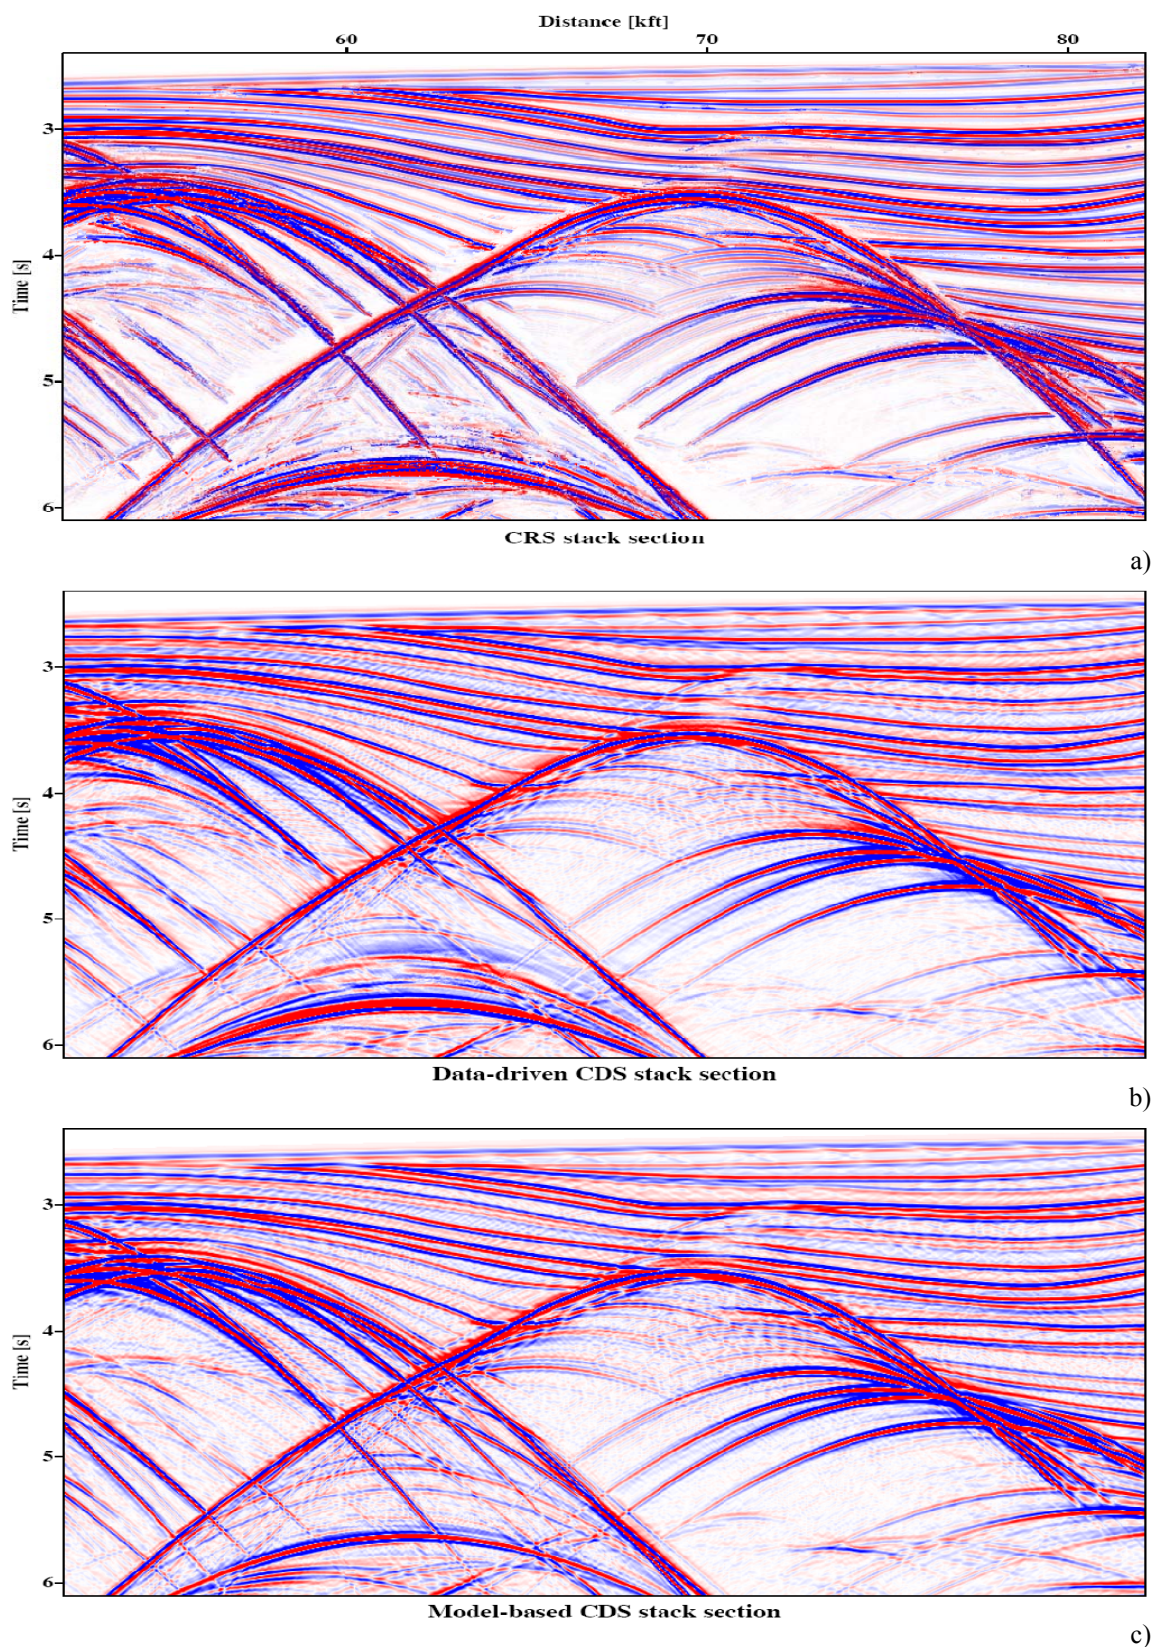 Distance [kft]
60 70 80
3
4
5
6
Time [s]
CRS stack section
a)
3
4
5
6
Time [s]
Data-driven CDS stack section
b)
3
4
5
6
Time [s]
Model-based CDS stack section
c)